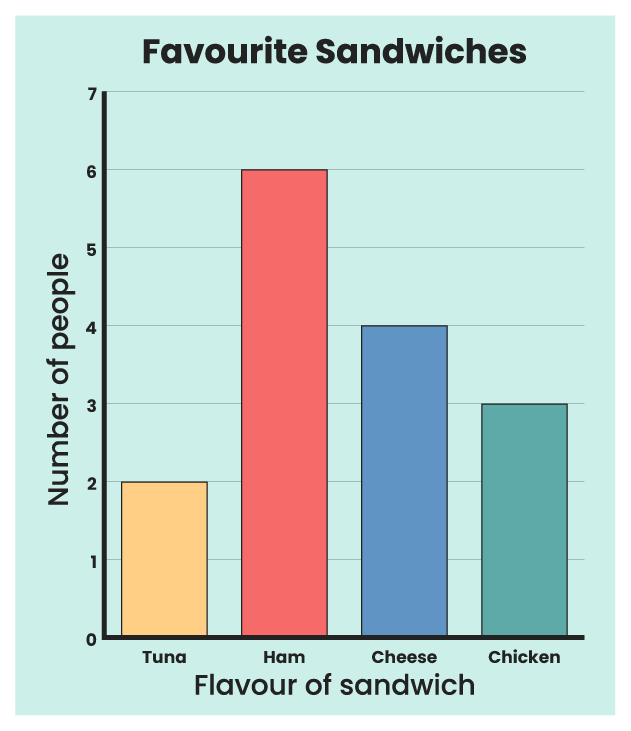 Favourite Sandwiches
7
6
5
4
3
2
1
0
Number of people
Tuna Ham Cheese Chicken
Flavour of sandwich